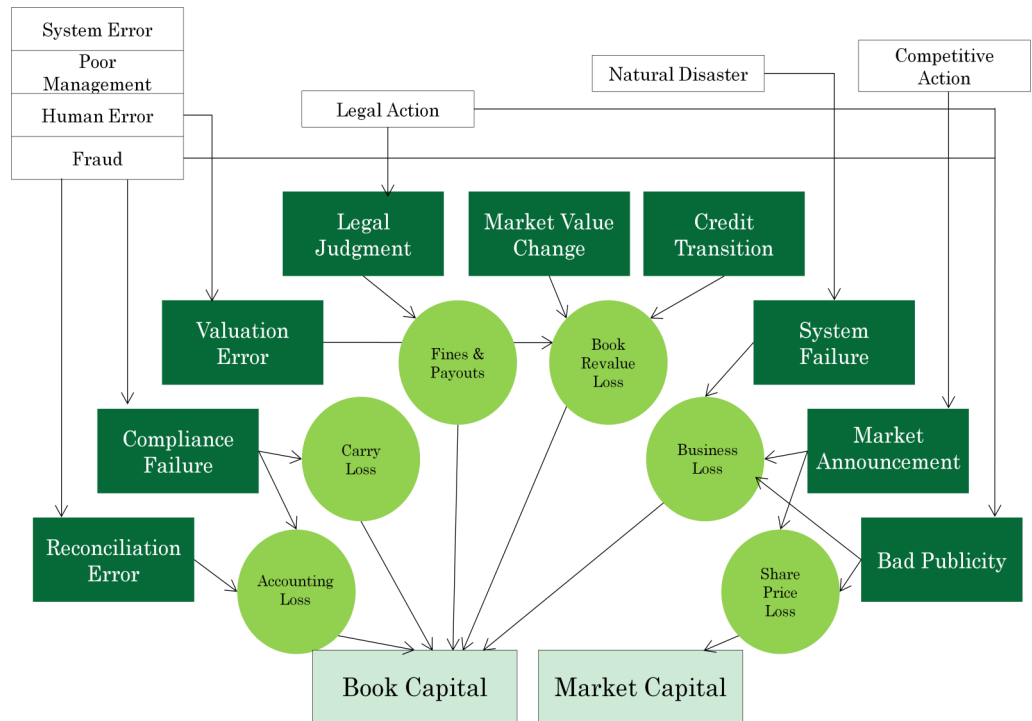 System Error
Poor
Management
Human Error
Fraud
Legal Action
Natural Disaster
Competitive
Action
Legal
Judgment
Market Value
Change
Credit
Transition
Valuation
Error
Fines &
Payouts
Book
Revalue
Loss
System
Failure
Compliance
Failure
Carry
Loss
Business
Loss
Market
Announcement
Reconciliation
Error
Accounting
Loss
Share
Price
Loss
Bad Publicity
Book Capital
Market Capital